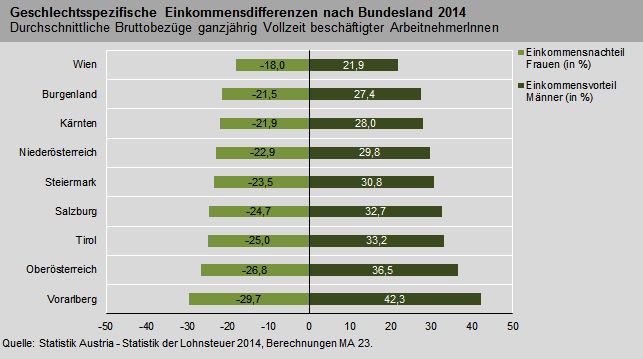 Geschlechtsspezifische Einkommensdifferenzen nach Bundesland 2014
Durchschnittliche Bruttobezüge ganzjährig Vollzeit beschäftigter ArbeitnehmerInnen
Einkommensnachteil
Frauen (in %)
Einkommensvorteil
Männer (in %)
Wien -18,0 21,9
Burgenland -21,5 27,4
Kärnten -21,9 28,0
Niederösterreich -22,9 29,8
Steiermark -23,5 30,8
Salzburg -24,7 32,7
Tirol -25,0 33,2
Oberösterreich -26,8 36,5
Vorarlberg -29,7 42,3
-50 -40 -30 -20 -10 0 10 20 30 40 50
Quelle: Statistik Austria - Statistik der Lohnsteuer 2014, Berechnungen MA 23.